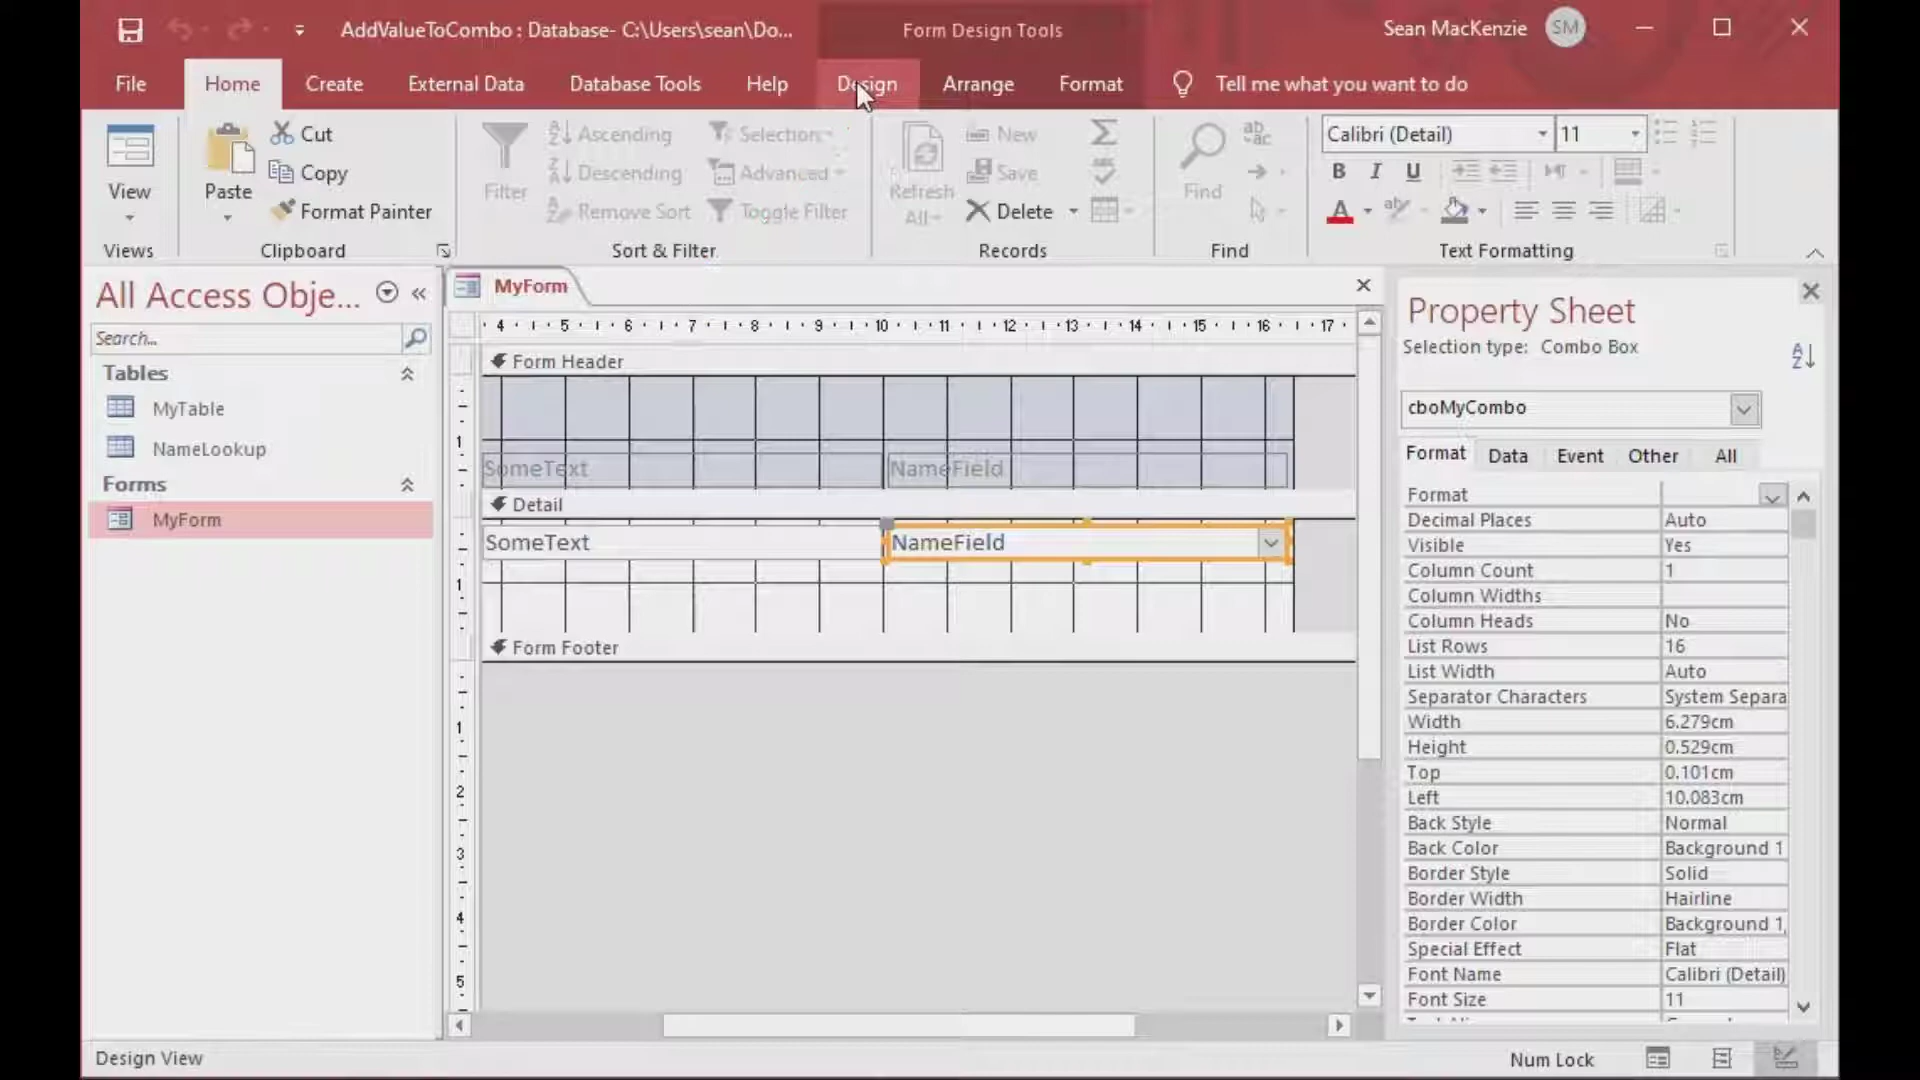 AddValueToCombo : Database- C:\Users\sean\Do...
Form Design Tools
Sean MacKenzie
SM
File
Home
Create
External Data
Database Tools
Help
Design
Arrange
Format
Tell me what you want to do
View
Views
Paste
Cut
Copy
Format Painter
Clipboard
Filter
Ascending
Descending
Remove Sort
Selection
Advanced
Toggle Filter
Sort & Filter
Refresh
All
New
Save
Delete
Records
Find
Find
Calibri (Detail)
11
B I U
Text Formatting
All Access Obje...
Search...
Tables
MyTable
NameLookup
Forms
MyForm
MyForm
4 5 6 7 8 9 10 11 12 13 14 15 16 17
Form Header
1
SomeText
NameField
Detail
SomeText
NameField
1
Form Footer
1
2
3
4
5
Property Sheet
Selection type: Combo Box
cboMyCombo
Format Data Event Other All
Format
Decimal Places Auto
Visible Yes
Column Count 1
Column Widths
Column Heads No
List Rows 16
List Width Auto
Separator Characters System Separa
Width 6.279cm
Height 0.529cm
Top 0.101cm
Left 10.083cm
Back Style Normal
Back Color Background 1
Border Style Solid
Border Width Hairline
Border Color Background 1,
Special Effect Flat
Font Name Calibri (Detail)
Font Size 11
Design View
Num Lock